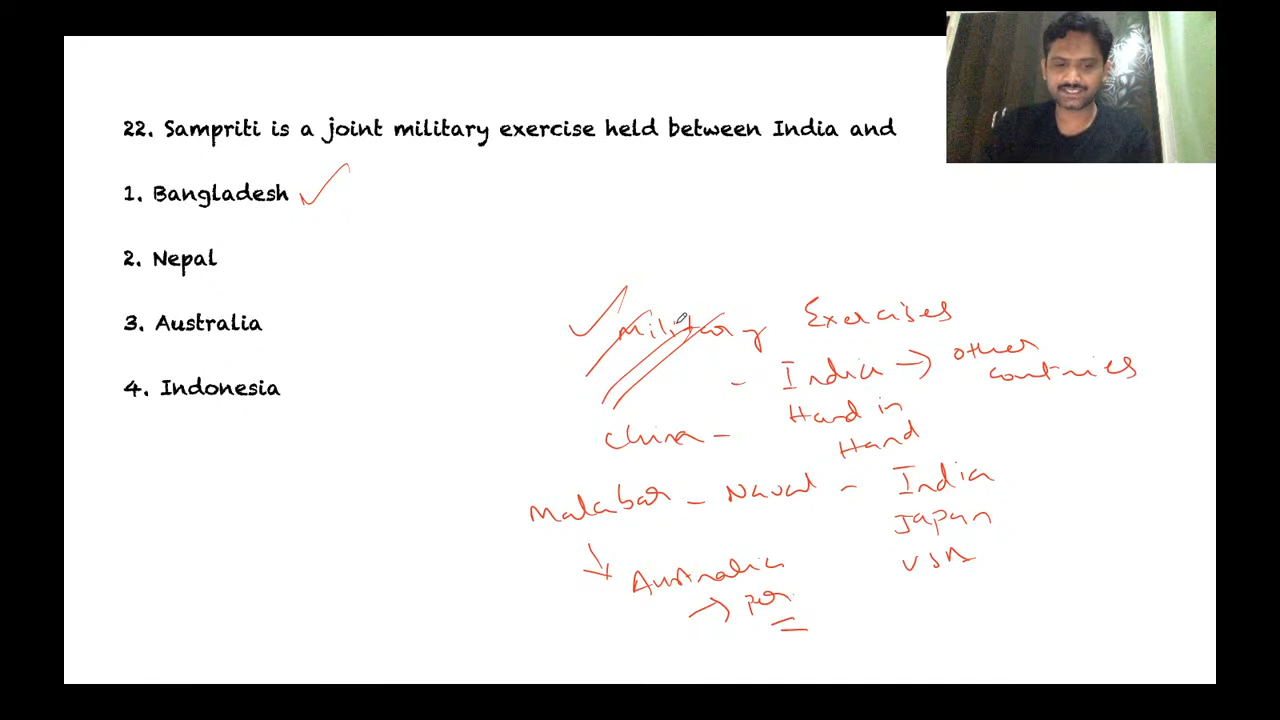 22. Sampriti is a joint military exercise held between India and
1. Bangladesh
2. Nepal
3. Australia
4. Indonesia
Military Exercises
- India → other countries
China - Hand in Hand
Malabar - Naval - India
Japan
USA
Australia
→